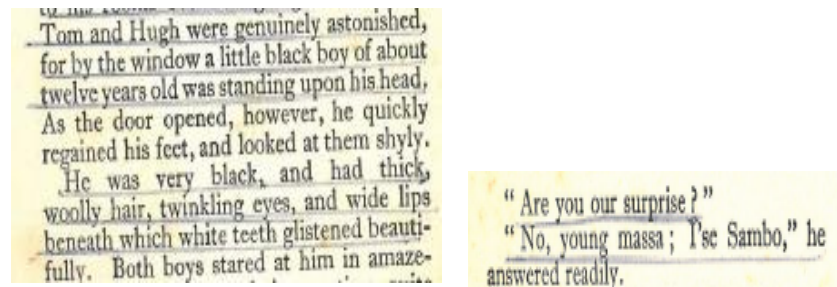 Tom and Hugh were genuinely astonished,
for by the window a little black boy of about
twelve years old was standing upon his head,
As the door opened, however, he quickly
regained his feet, and looked at them shyly.
He was very black, and had thick,
woolly hair, twinkling eyes, and wide lips
beneath which white teeth glistened beauti-
fully. Both boys stared at him in amaze-
“ Are you our surprise ? ”
“ No, young massa ; I'se Sambo,” he
answered readily.